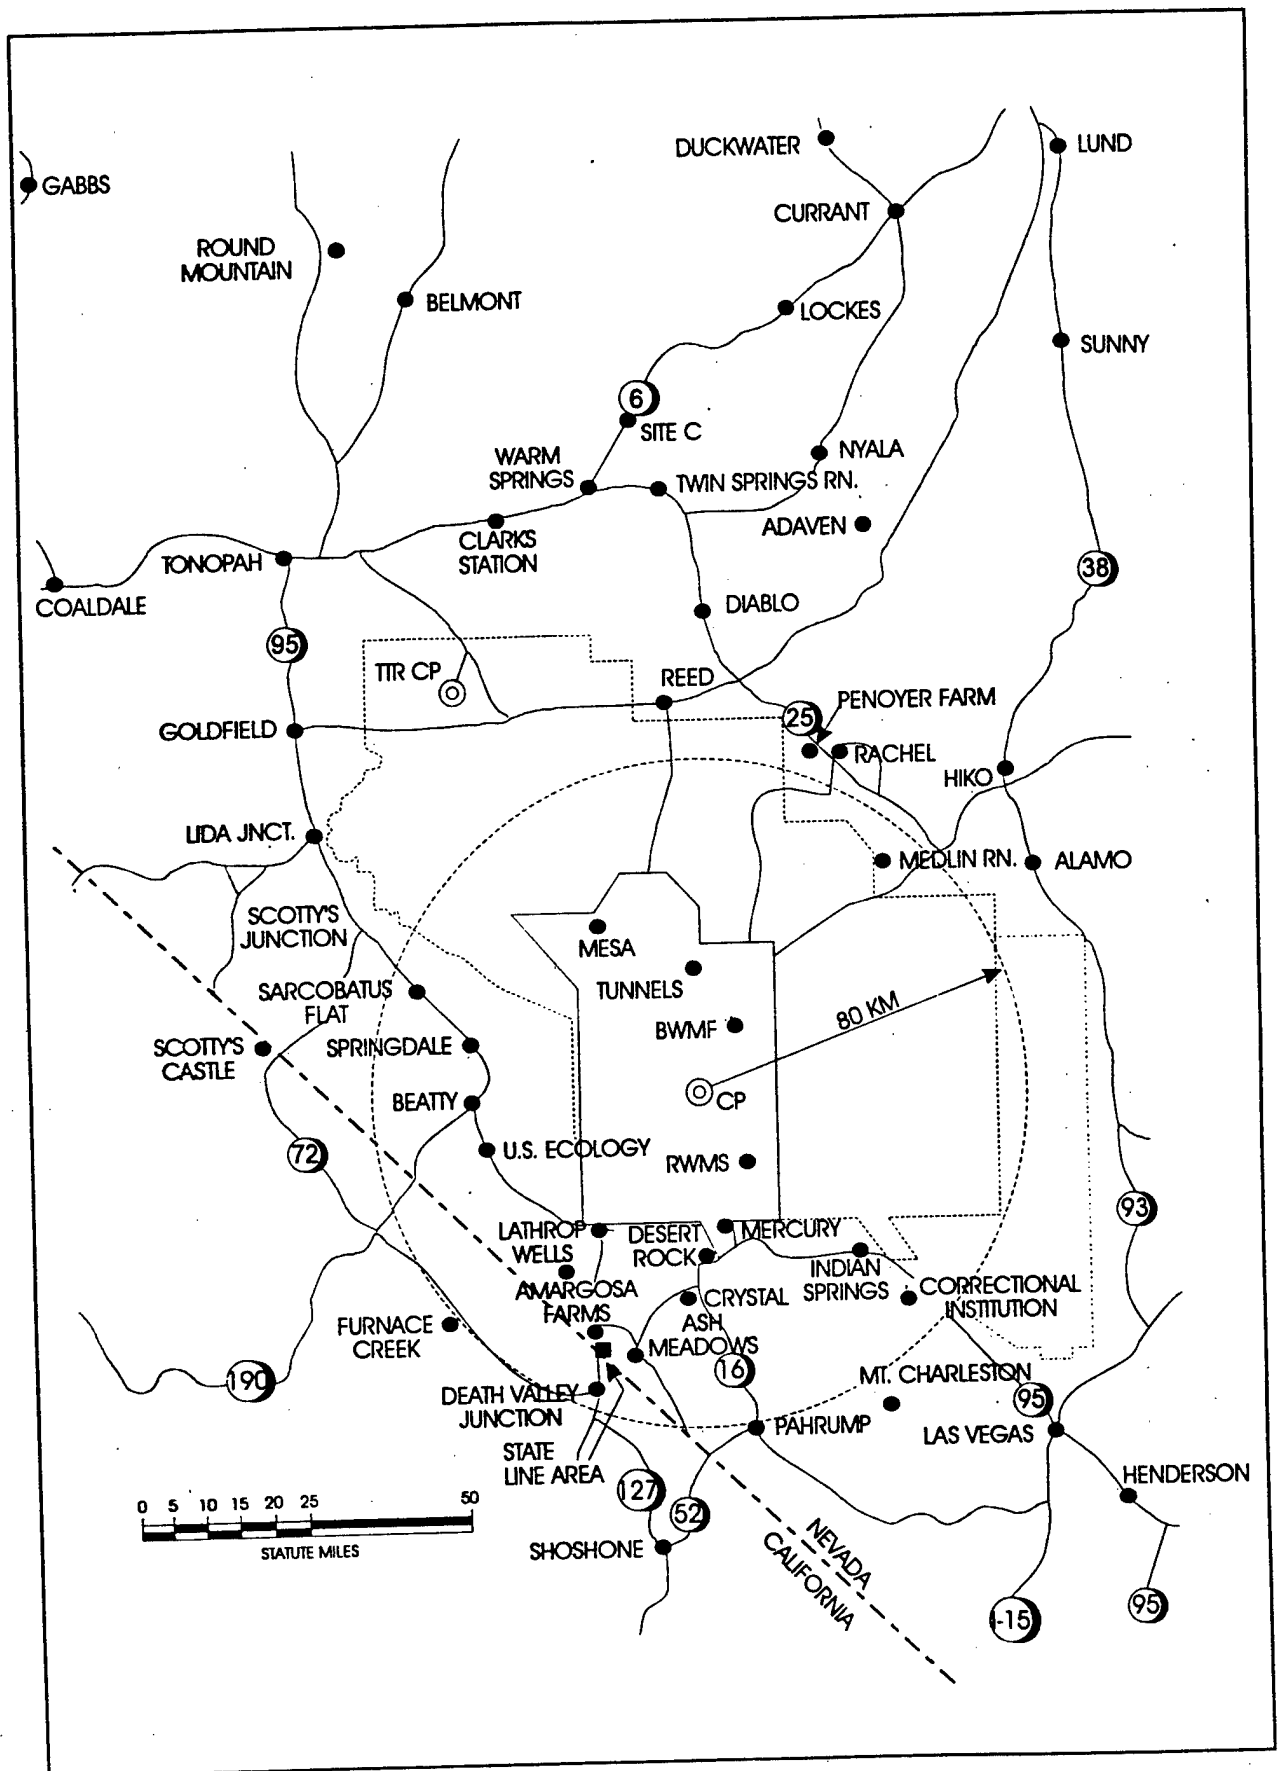 DUCKWATER
LUND
GABBS
CURRANT
ROUND
MOUNTAIN
BELMONT
LOCKES
SUNNY
6
SITE C
WARM
SPRINGS
NYALA
TWIN SPRINGS RN.
ADAVEN
CLARKS
STATION
TONOPAH
38
COALDALE
DIABLO
95
TTR CP
REED
PENOYER FARM
25
GOLDFIELD
RACHEL
HIKO
LIDA JNCT.
MEDLIN RN.
ALAMO
SCOTTY'S
JUNCTION
MESA
TUNNELS
SARCOBATUS
FLAT
80 KM
BWMF
SCOTTY'S
CASTLE
SPRINGDALE
BEATTY
CP
72
U.S. ECOLOGY
RWMS
93
LATHROP
WELLS
DESERT
ROCK
MERCURY
INDIAN
SPRINGS
AMARGOSA
FARMS
CRYSTAL
CORRECTIONAL
INSTITUTION
FURNACE
CREEK
ASH
MEADOWS
16
190
MT. CHARLESTON
DEATH VALLEY
JUNCTION
95
PAHRUMP
LAS VEGAS
STATE
LINE AREA
HENDERSON
127
52
0 5 10 15 20 25 50
STATUTE MILES
SHOSHONE
NEVADA
CALIFORNIA
I-15
95